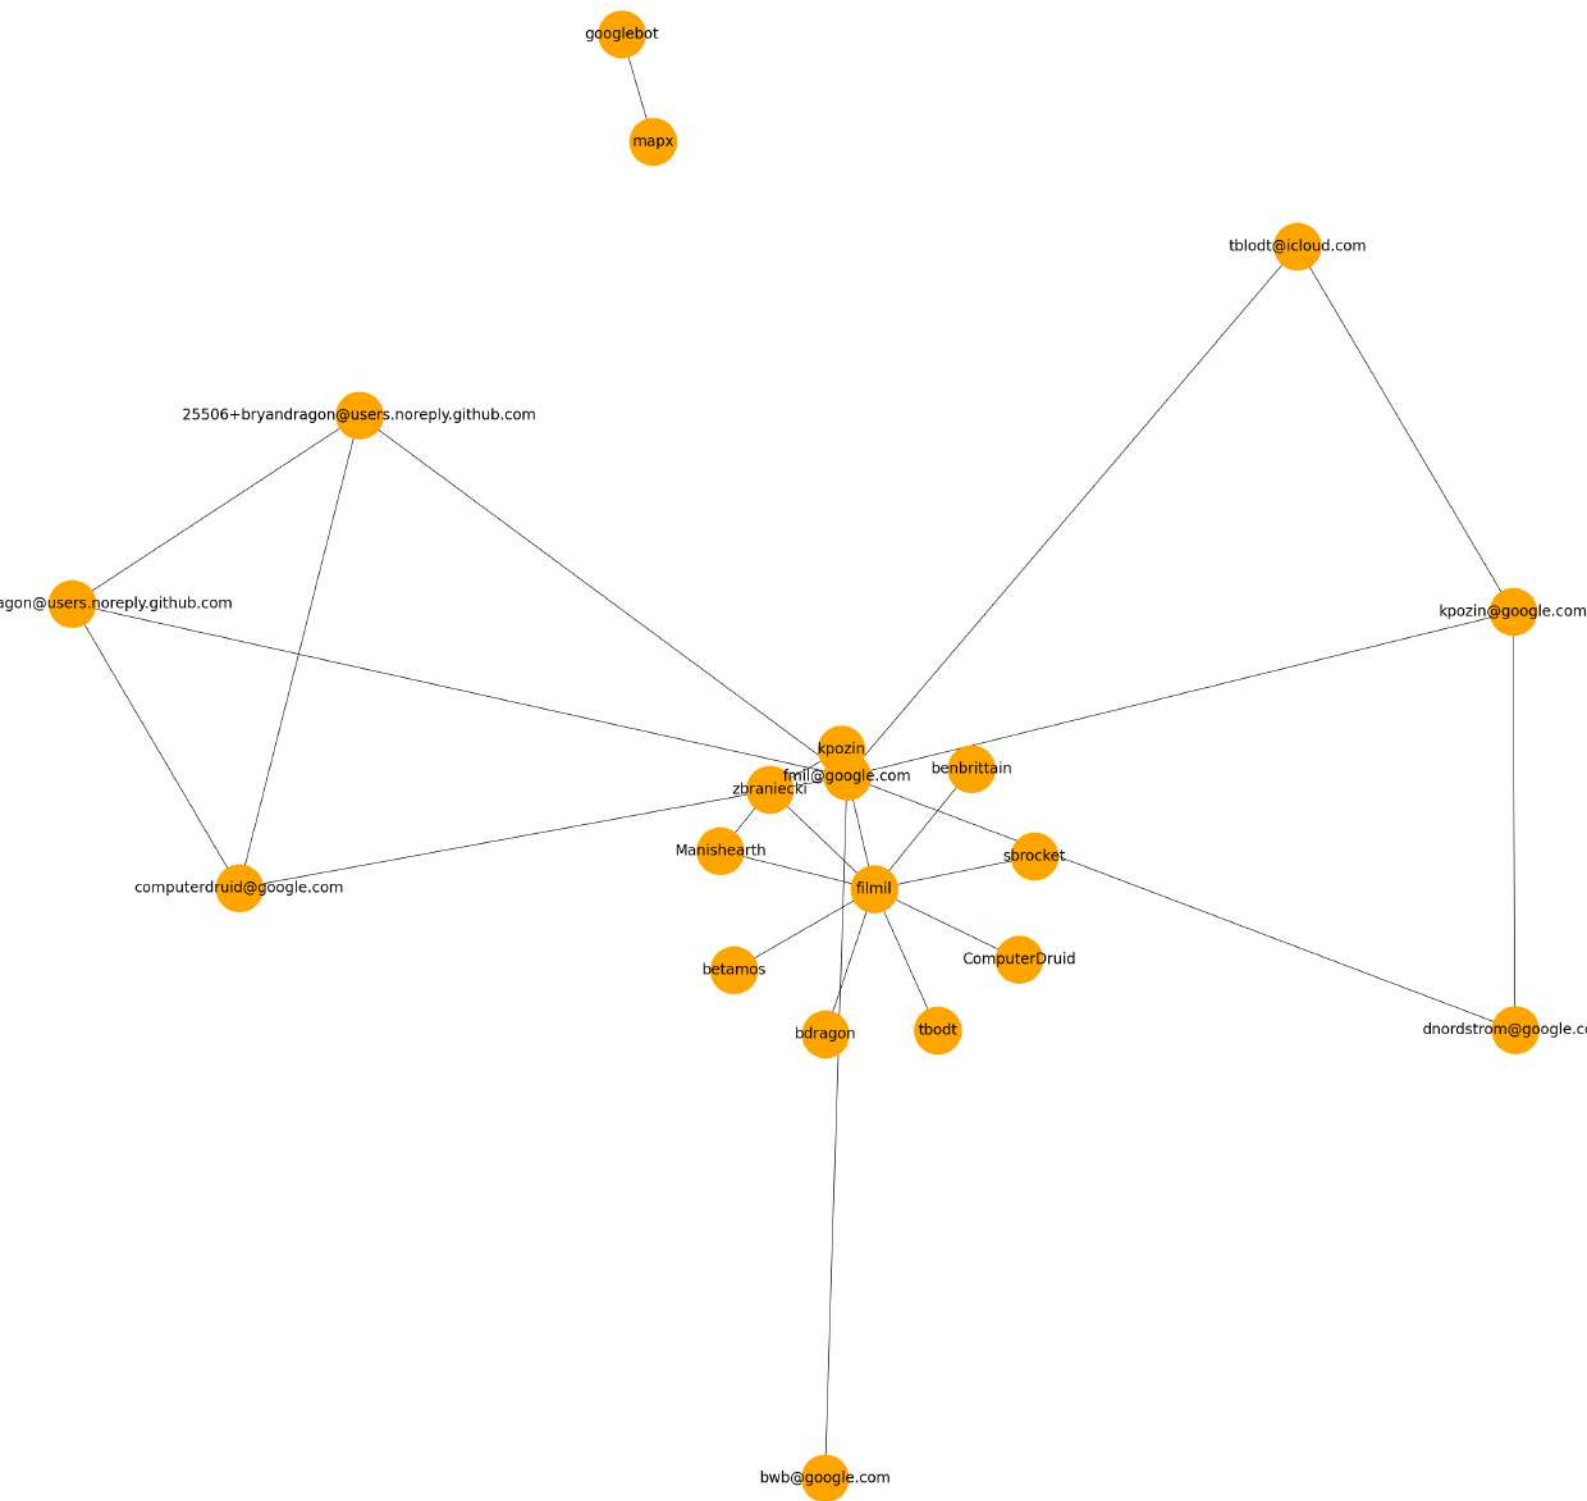 googlebot
mapx
tblodt@icloud.com
25506+bryandragon@users.noreply.github.com
agon@users.noreply.github.com
kpozin@google.com
kpozin
benbrittain
fmil@google.com
zbraniecki
Manishearth
sbrocket
computerdruid@google.com
filmil
ComputerDruid
betamos
tbodt
bdragon
dnordstrom@google.co
bwb@google.com